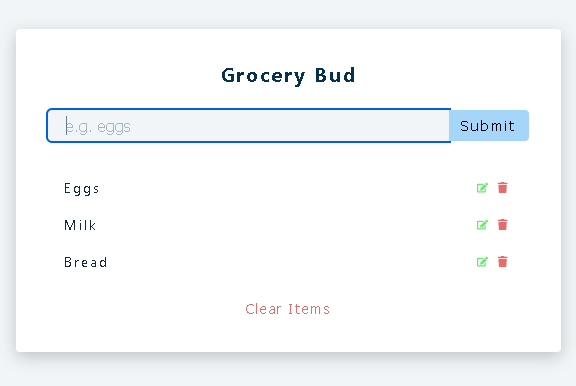 Grocery Bud
e.g. eggs
Submit
Eggs
Milk
Bread
Clear Items